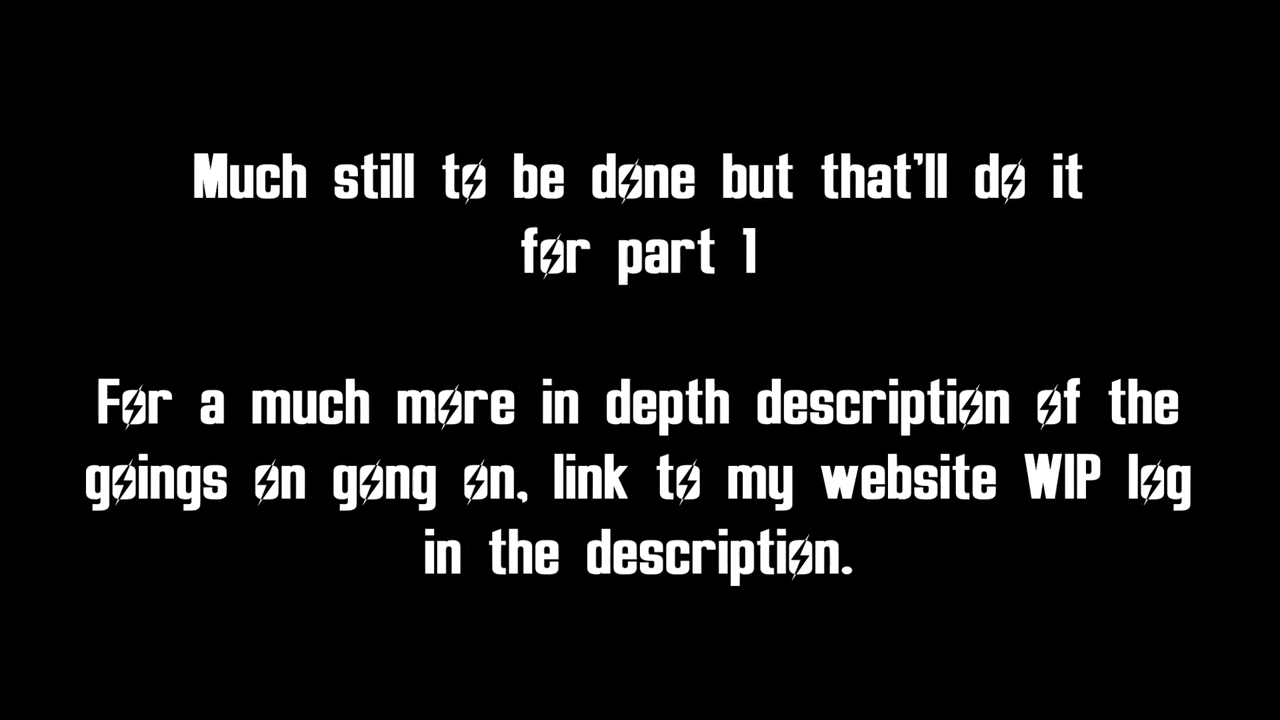 Much still to be done but that'll do it
for part 1
For a much more in depth description of the
goings on gong on, link to my website WIP log
in the description.